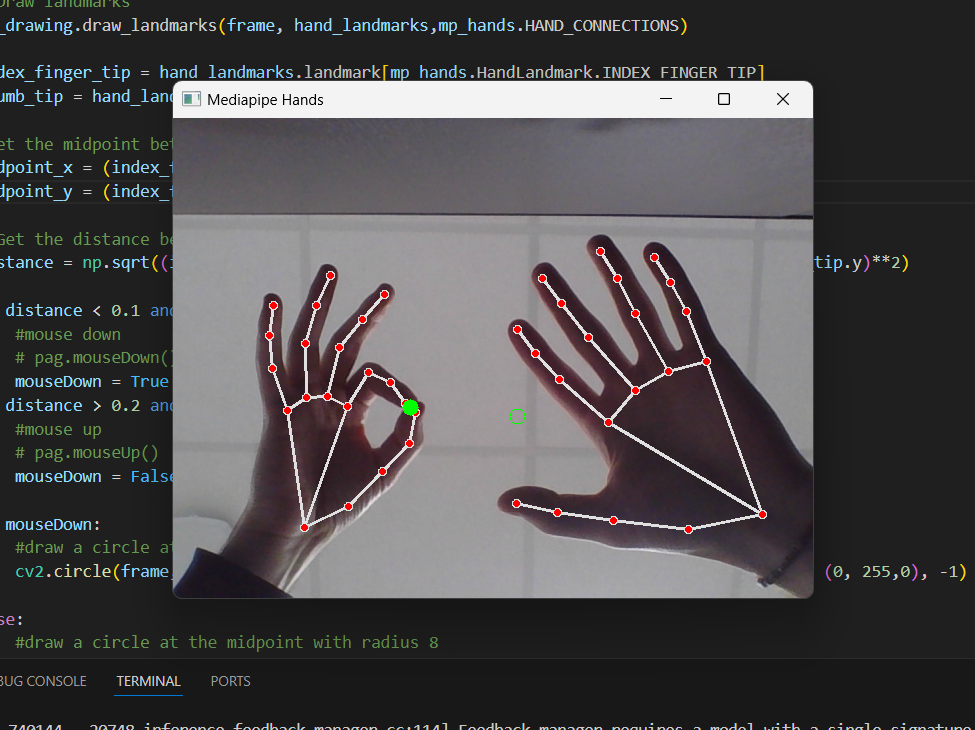 Draw landmarks
_drawing.draw_landmarks(frame, hand_landmarks,mp_hands.HAND_CONNECTIONS)
dex_finger_tip = hand_landmarks.landmark[mp_hands.HandLandmark.INDEX_FINGER_TIP]
umb_tip = hand_lan
Mediapipe Hands
et the midpoint bet
dpoint_x = (index_f
dpoint_y = (index_f
Get the distance be
stance = np.sqrt((i
tip.y)**2)
distance < 0.1 and
#mouse down
# pag.mouseDown()
mouseDown = True
distance > 0.2 and
#mouse up
# pag.mouseUp()
mouseDown = False
mouseDown:
#draw a circle at
cv2.circle(frame,
(0, 255,0), -1)
se:
#draw a circle at the midpoint with radius 8
BUG CONSOLE
TERMINAL
PORTS
740144 20748 inference_feedback_manager.cc:114] Feedback manager requires a model with a single signature